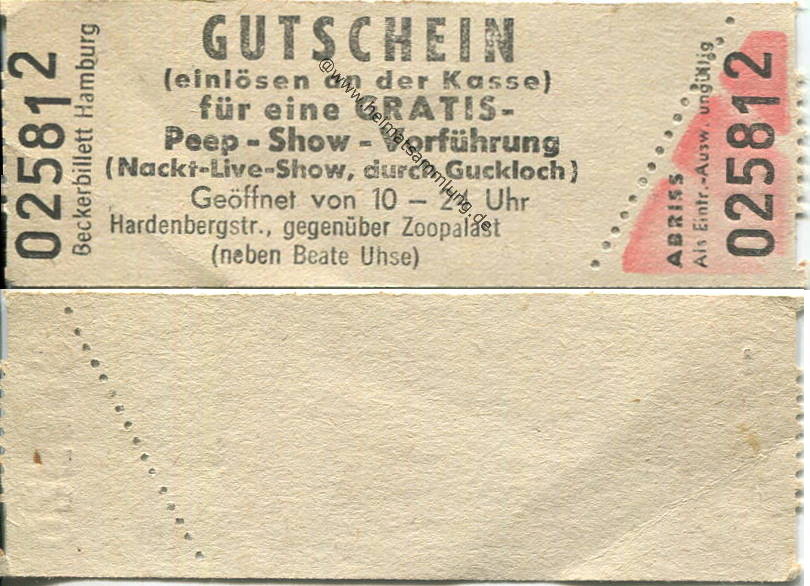 025812
Beckerbillett Hamburg
GUTSCHEIN
(einlösen an der Kasse)
für eine GRATIS-
Peep - Show - Vorführung
(Nackt-Live-Show, durch Guckloch)
Geöffnet von 10 – 24 Uhr
Hardenbergstr., gegenüber Zoopalast
(neben Beate Uhse)
ABRISS
Als Eintr.-Ausw. ungültig
025812
@www.heimatsammlung.de